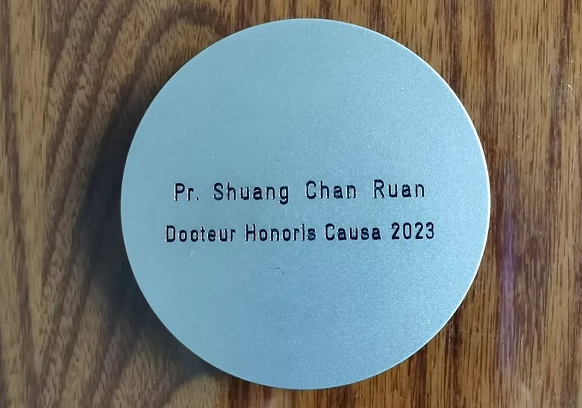 Pr. Shuang Chan Ruan
Docteur Honoris Causa 2023